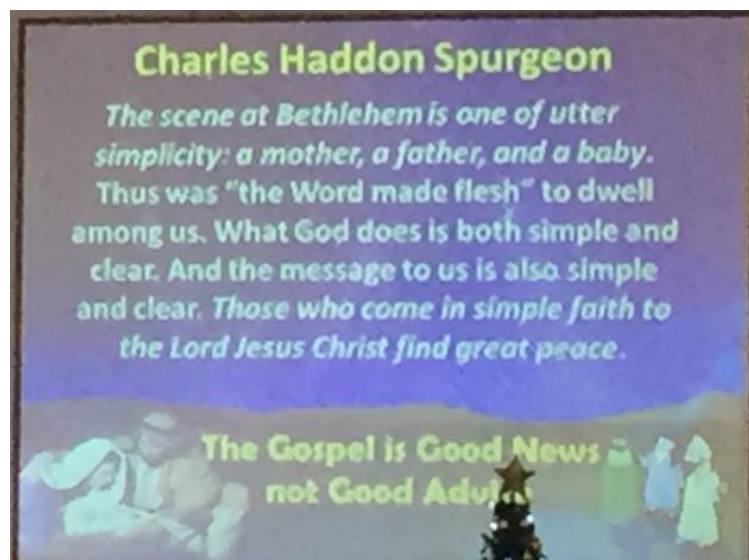 Charles Haddon Spurgeon
The scene at Bethlehem is one of utter
simplicity: a mother, a father, and a baby.
Thus was "the Word made flesh" to dwell
among us. What God does is both simple and
clear. And the message to us is also simple
and clear. Those who come in simple faith to
the Lord Jesus Christ find great peace.
The Gospel is Good News
not Good